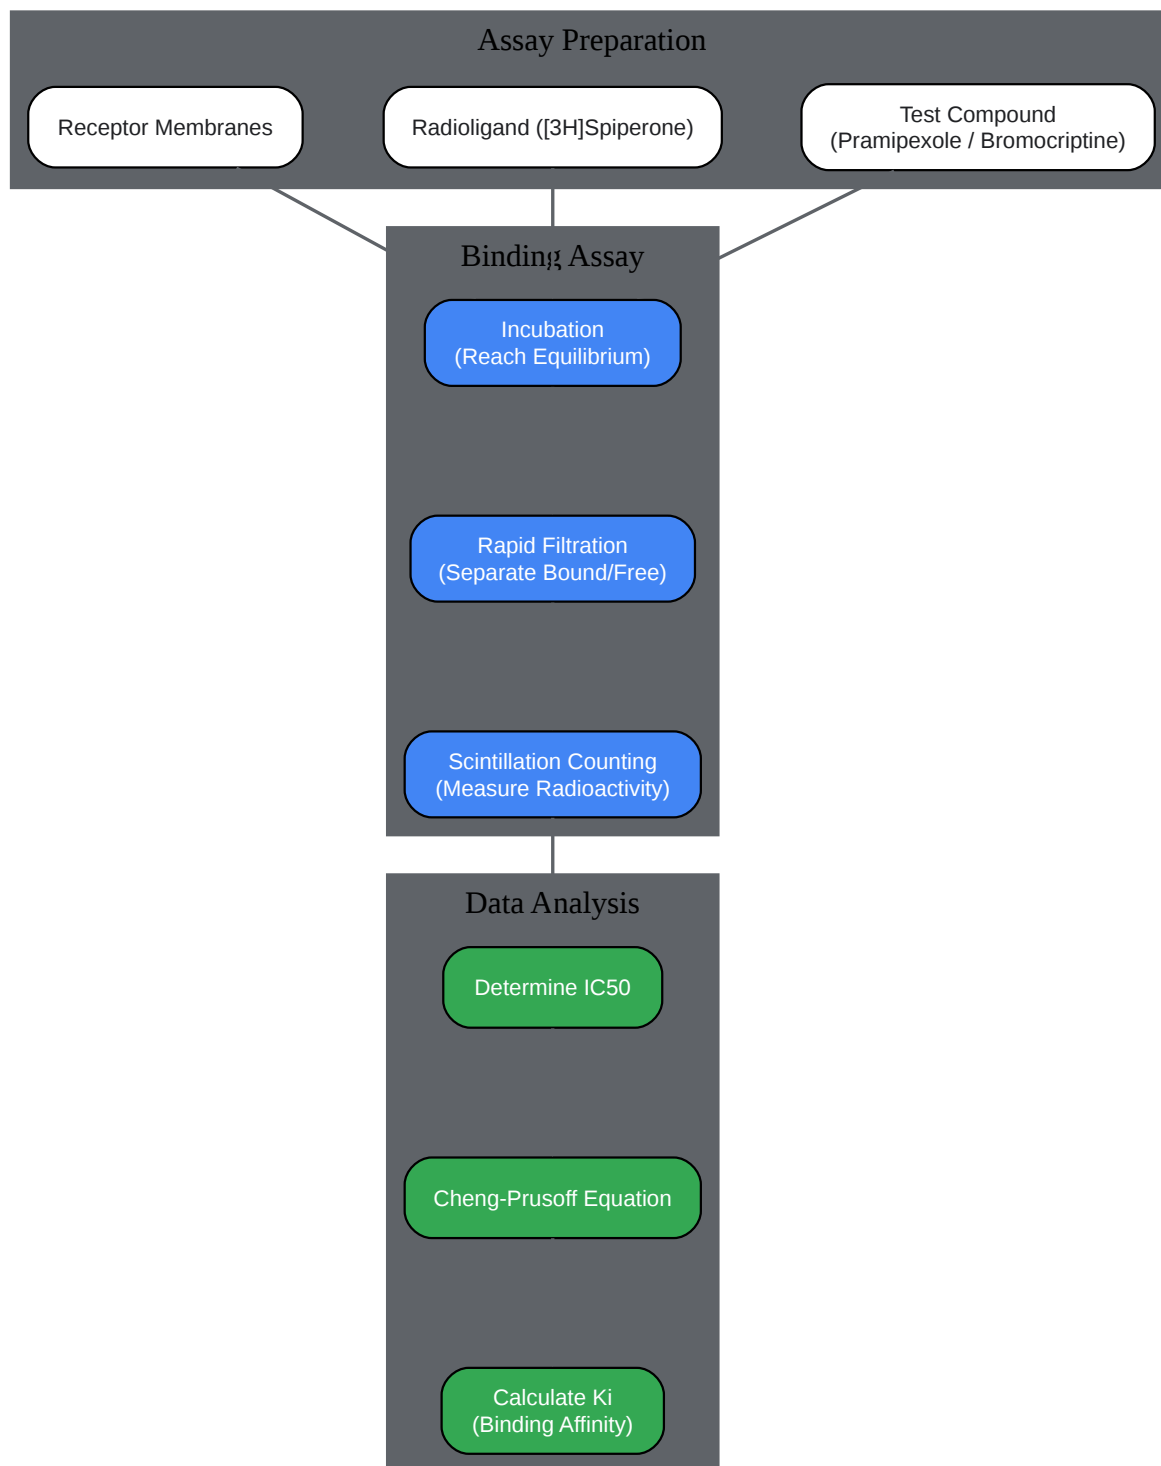 Assay Preparation
Receptor Membranes
Radioligand ([3H]Spiperone)
Test Compound
(Pramipexole / Bromocriptine)
Binding Assay
Incubation
(Reach Equilibrium)
Rapid Filtration
(Separate Bound/Free)
Scintillation Counting
(Measure Radioactivity)
Data Analysis
Determine IC50
Cheng-Prusoff Equation
Calculate Ki
(Binding Affinity)